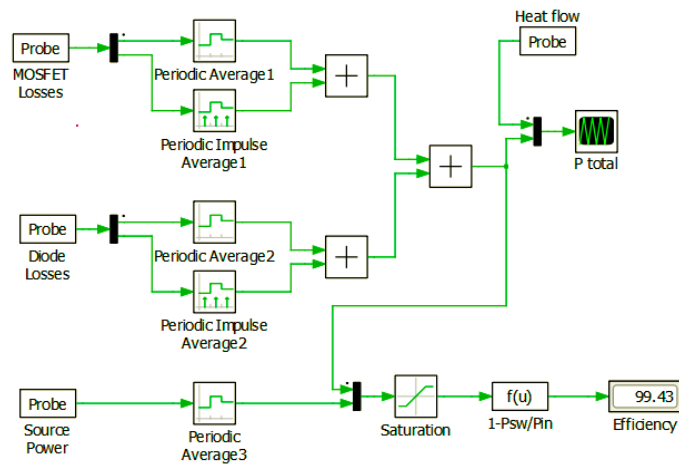 Heat flow
Probe
Probe
MOSFET
Losses
Periodic Average1
Periodic Impulse
Average1
P total
Probe
Diode
Losses
Periodic Average2
Periodic Impulse
Average2
Probe
Source
Power
Periodic
Average3
Saturation
f(u)
1-Psw/Pin
99.43
Efficiency